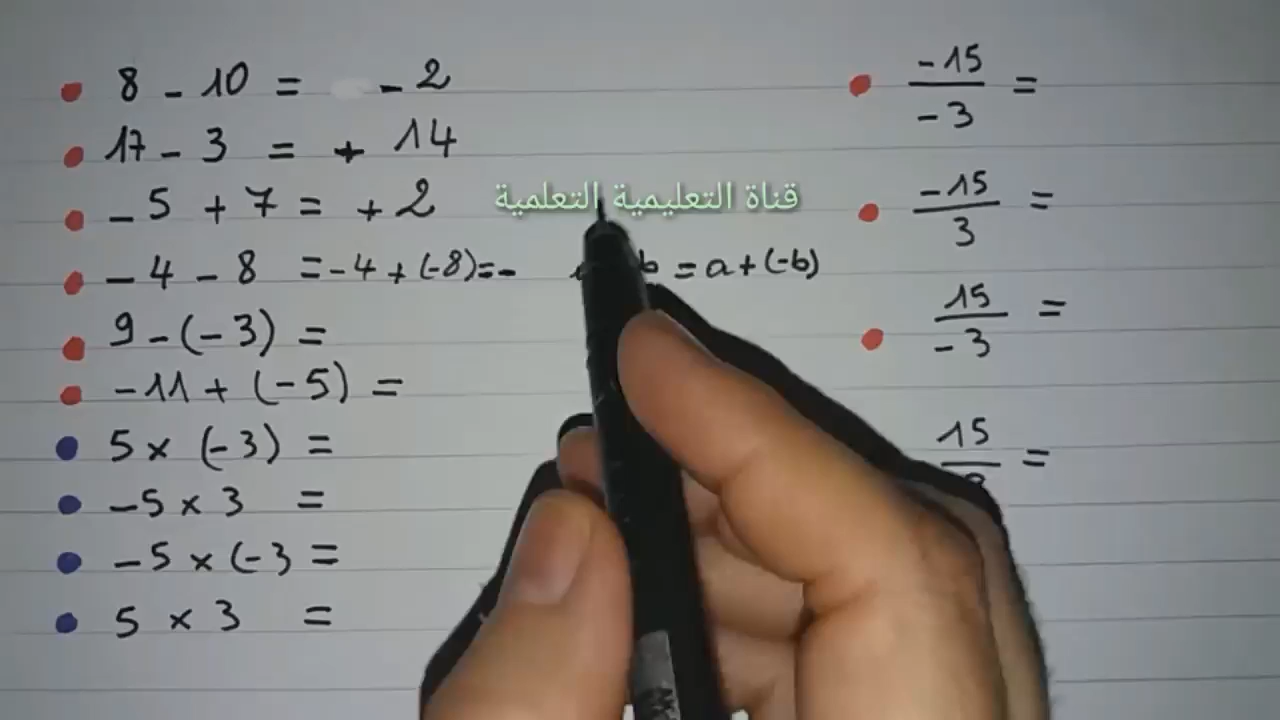 8 - 10 = - 2
17 - 3 = + 14
- 5 + 7 = + 2
قناة التعليمية التعلمية
- 4 - 8 = -4 + (-8) = - b = a + (-b)
9 - (- 3) =
- 11 + (- 5) =
5 x (-3) =
-5 x 3 =
-5 x (-3 =
5 x 3 =
-15
-3 =
-15
3 =
15
-3 =
15
=